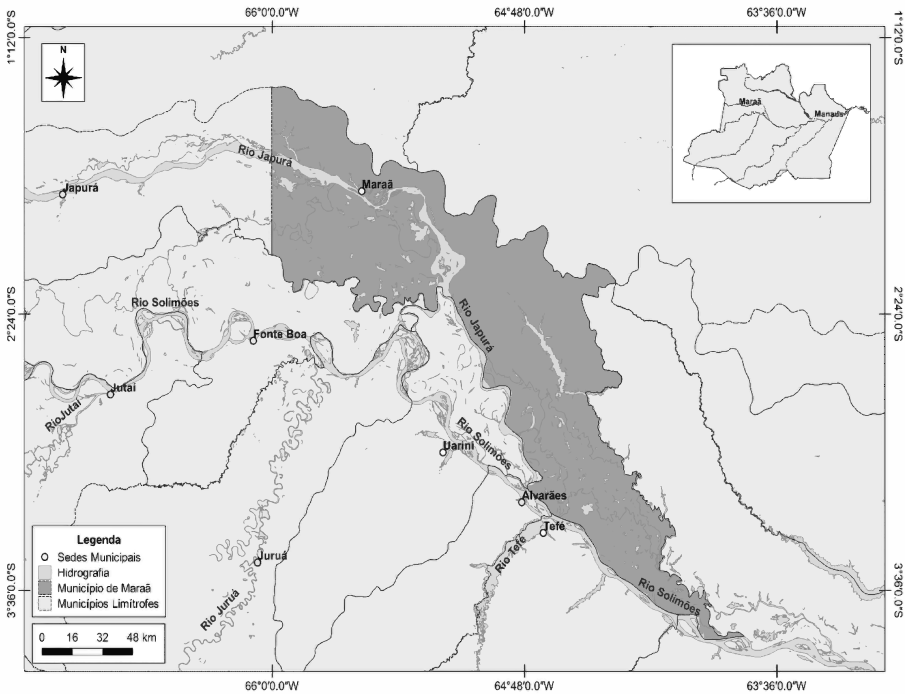 66°0'0.0"W
64°48'0.0"W
63°36'0.0"W
1°12'0.0"S
1°12'0.0"S
N
Maraã
Manaus
Rio Japurá
Japurá
Maraã
Rio Solimões
2°24'0.0"S
2°24'0.0"S
Fonte Boa
Rio Japurá
Jutaí
RioJutaí
Rio Solimões
Uarini
Alvarães
Tefé
Rio Tefé
Juruá
Rio Juruá
Rio Solimões
Legenda
Sedes Municipais
Hidrografia
Município de Maraã
Municípios Limítrofes
3°36'0.0"S
3°36'0.0"S
0 16 32 48 km
66°0'0.0"W
64°48'0.0"W
63°36'0.0"W